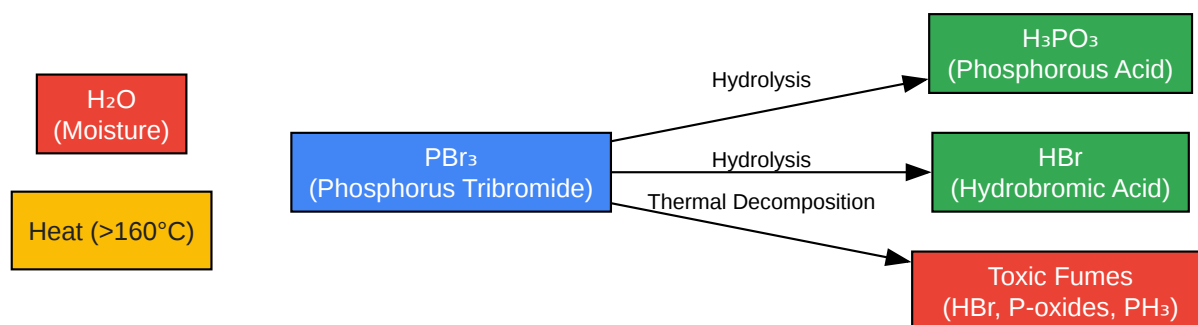 H₂O
(Moisture)
Heat (>160°C)
PBr₃
(Phosphorus Tribromide)
Hydrolysis
Hydrolysis
Thermal Decomposition
H₃PO₃
(Phosphorous Acid)
HBr
(Hydrobromic Acid)
Toxic Fumes
(HBr, P-oxides, PH₃)